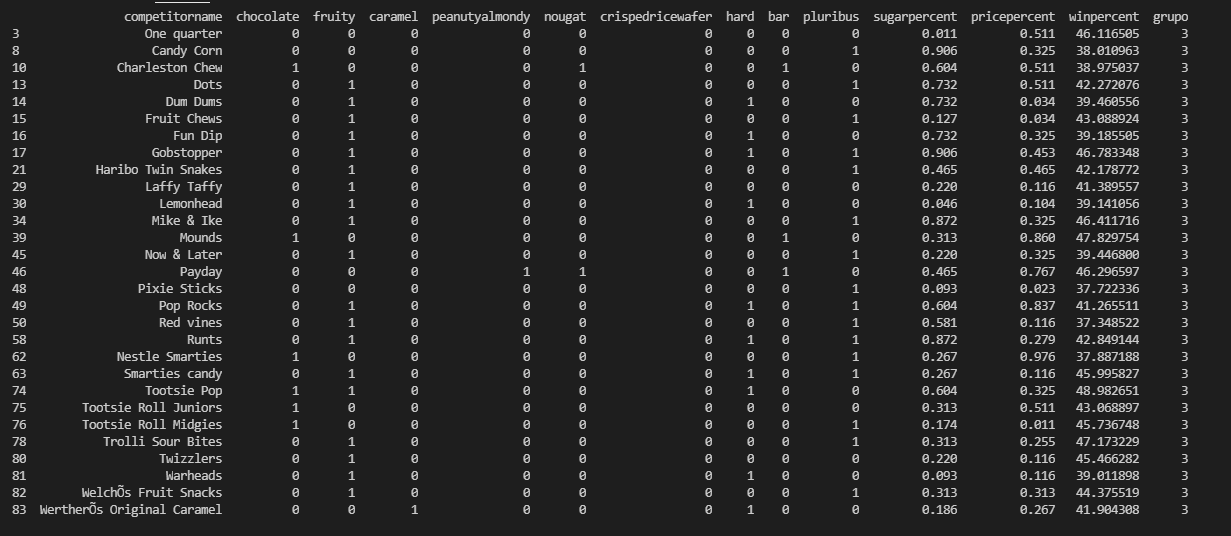 competitorname chocolate fruity caramel peanutyalmondy nougat crispedricewafer hard bar pluribus sugarpercent pricepercent winpercent grupo
3 One quarter 0 0 0 0 0 0 0 0 0 0.011 0.511 46.116505 3
8 Candy Corn 0 0 0 0 0 0 0 0 1 0.906 0.325 38.010963 3
10 Charleston Chew 1 0 0 0 1 0 0 1 0 0.604 0.511 38.975037 3
13 Dots 0 1 0 0 0 0 0 0 1 0.732 0.511 42.272076 3
14 Dum Dums 0 1 0 0 0 0 1 0 0 0.732 0.034 39.460556 3
15 Fruit Chews 0 1 0 0 0 0 0 0 1 0.127 0.034 43.088924 3
16 Fun Dip 0 1 0 0 0 0 1 0 0 0.732 0.325 39.185505 3
17 Gobstopper 0 1 0 0 0 0 1 0 1 0.906 0.453 46.783348 3
21 Haribo Twin Snakes 0 1 0 0 0 0 0 0 1 0.465 0.465 42.178772 3
29 Laffy Taffy 0 1 0 0 0 0 0 0 0 0.220 0.116 41.389557 3
30 Lemonhead 0 1 0 0 0 0 1 0 0 0.046 0.104 39.141056 3
34 Mike & Ike 0 1 0 0 0 0 0 0 1 0.872 0.325 46.411716 3
39 Mounds 1 0 0 0 0 0 0 1 0 0.313 0.860 47.829754 3
45 Now & Later 0 1 0 0 0 0 0 0 1 0.220 0.325 39.446800 3
46 Payday 0 0 0 1 1 0 0 1 0 0.465 0.767 46.296597 3
48 Pixie Sticks 0 0 0 0 0 0 0 0 1 0.093 0.023 37.722336 3
49 Pop Rocks 0 1 0 0 0 0 1 0 1 0.604 0.837 41.265511 3
50 Red vines 0 1 0 0 0 0 0 0 1 0.581 0.116 37.348522 3
58 Runts 0 1 0 0 0 0 1 0 1 0.872 0.279 42.849144 3
62 Nestle Smarties 1 0 0 0 0 0 0 0 1 0.267 0.976 37.887188 3
63 Smarties candy 0 1 0 0 0 0 1 0 1 0.267 0.116 45.995827 3
74 Tootsie Pop 1 1 0 0 0 0 1 0 0 0.604 0.325 48.982651 3
75 Tootsie Roll Juniors 1 0 0 0 0 0 0 0 0 0.313 0.511 43.068897 3
76 Tootsie Roll Midgies 1 0 0 0 0 0 0 0 1 0.174 0.011 45.736748 3
78 Trolli Sour Bites 0 1 0 0 0 0 0 0 1 0.313 0.255 47.173229 3
80 Twizzlers 0 1 0 0 0 0 0 0 0 0.220 0.116 45.466282 3
81 Warheads 0 1 0 0 0 0 1 0 0 0.093 0.116 39.011898 3
82 WelchÕs Fruit Snacks 0 1 0 0 0 0 0 0 1 0.313 0.313 44.375519 3
83 WertherÕs Original Caramel 0 0 1 0 0 0 1 0 0 0.186 0.267 41.904308 3